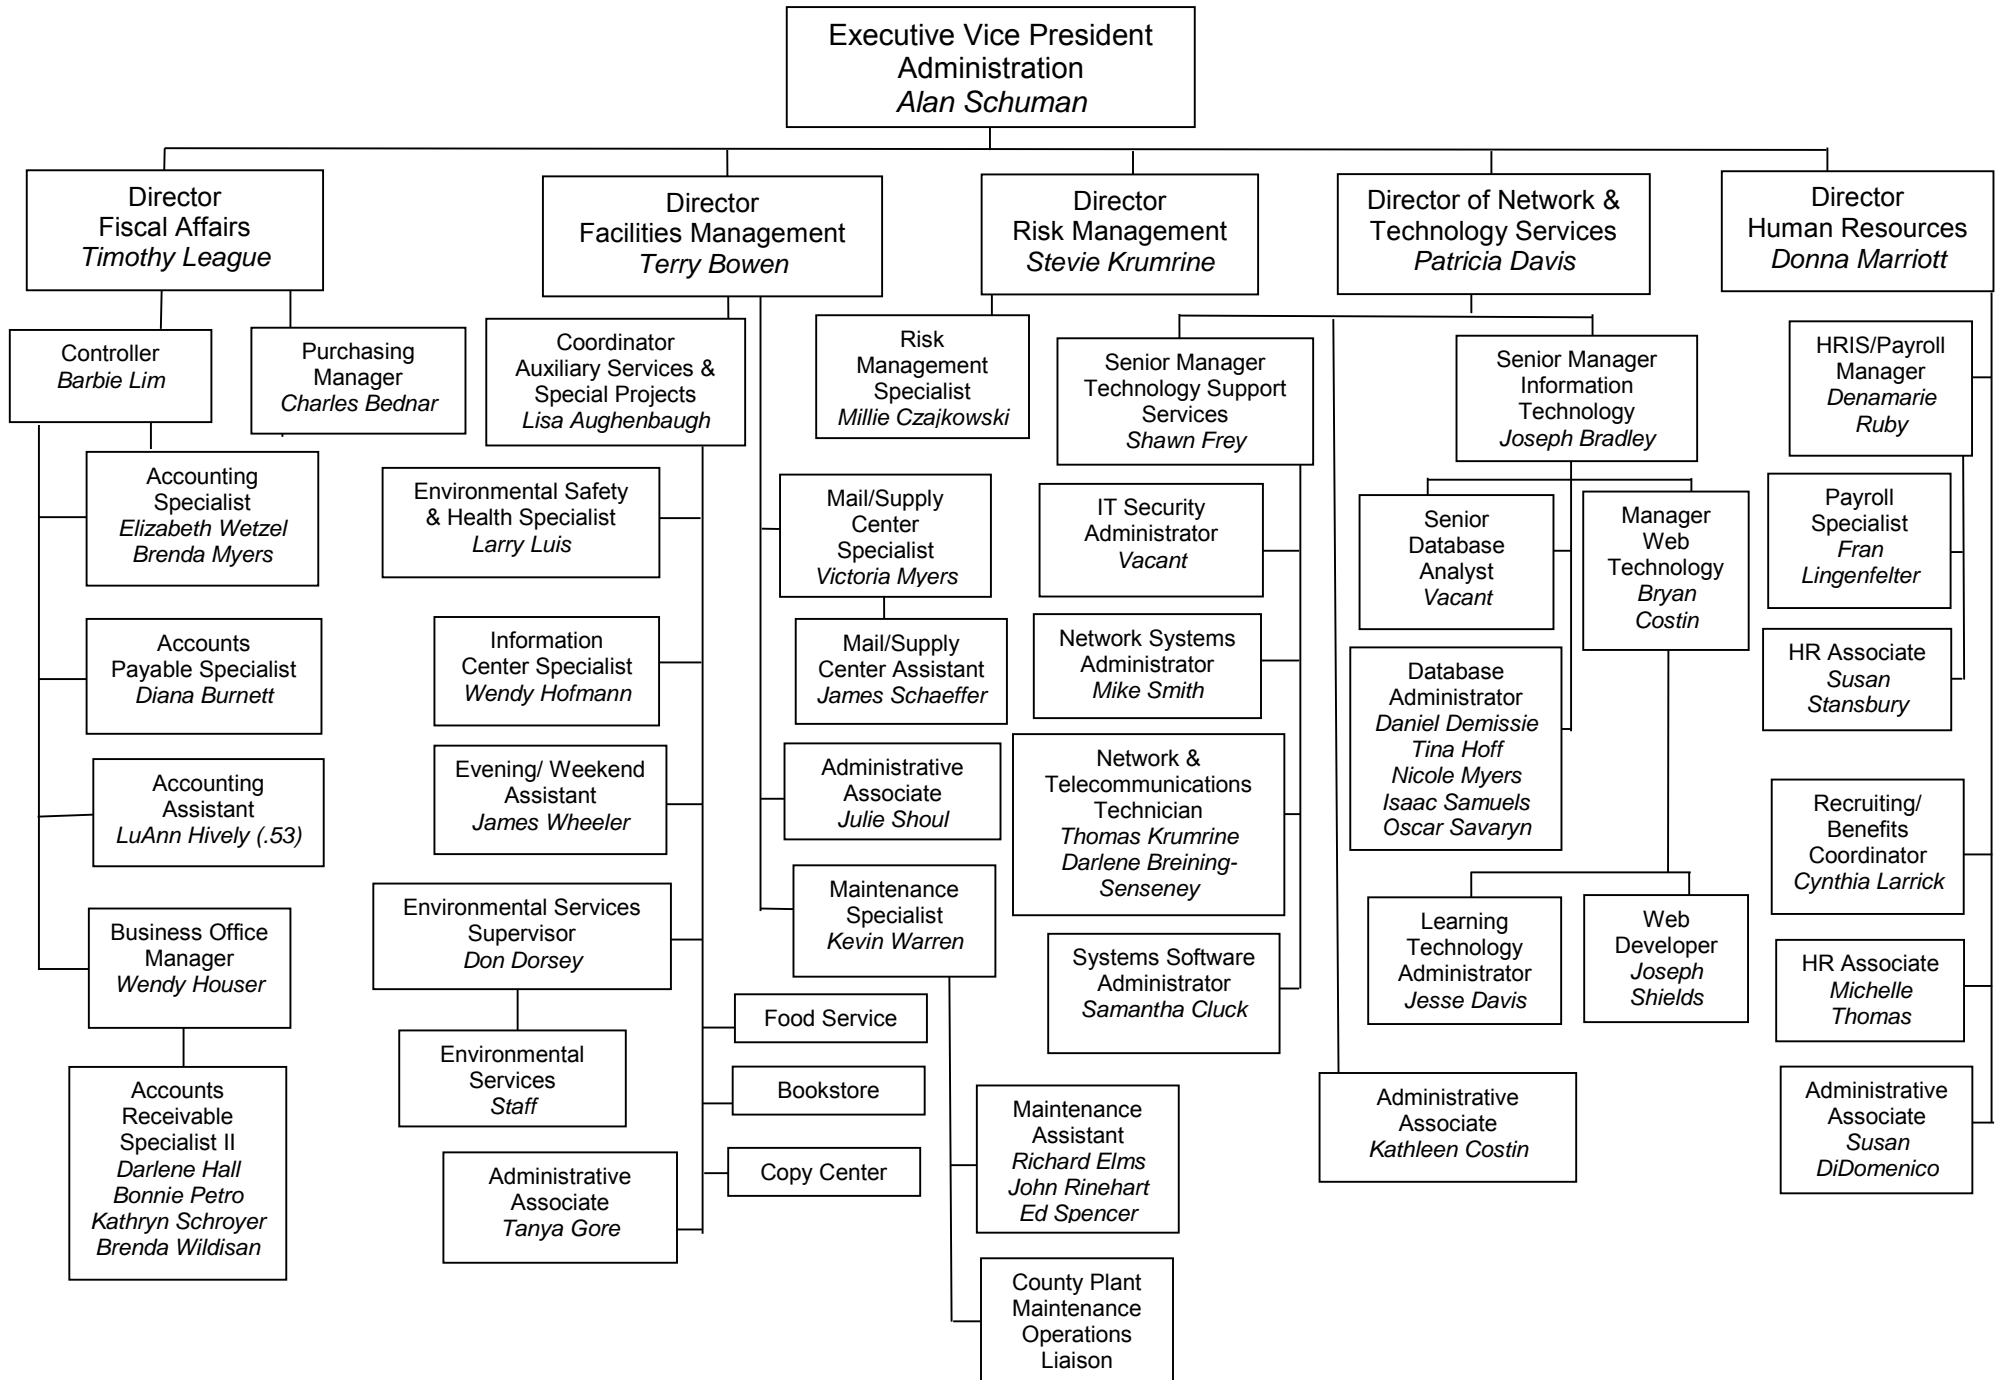 Executive Vice President
Administration
Alan Schuman
Director
Fiscal Affairs
Timothy League
Director
Facilities Management
Terry Bowen
Director
Risk Management
Stevie Krumrine
Director of Network &
Technology Services
Patricia Davis
Director
Human Resources
Donna Marriott
Controller
Barbie Lim
Purchasing
Manager
Charles Bednar
Accounting
Specialist
Elizabeth Wetzel
Brenda Myers
Accounts
Payable Specialist
Diana Burnett
Accounting
Assistant
LuAnn Hively (.53)
Business Office
Manager
Wendy Houser
Accounts
Receivable
Specialist II
Darlene Hall
Bonnie Petro
Kathryn Schroyer
Brenda Wildisan
Coordinator
Auxiliary Services &
Special Projects
Lisa Aughenbaugh
Environmental Safety
& Health Specialist
Larry Luis
Information
Center Specialist
Wendy Hofmann
Evening/ Weekend
Assistant
James Wheeler
Environmental Services
Supervisor
Don Dorsey
Environmental
Services
Staff
Administrative
Associate
Tanya Gore
Food Service
Bookstore
Copy Center
Mail/Supply
Center
Specialist
Victoria Myers
Mail/Supply
Center Assistant
James Schaeffer
Administrative
Associate
Julie Shoul
Maintenance
Specialist
Kevin Warren
Maintenance
Assistant
Richard Elms
John Rinehart
Ed Spencer
County Plant
Maintenance
Operations
Liaison
Risk
Management
Specialist
Millie Czajkowski
Senior Manager
Technology Support
Services
Shawn Frey
IT Security
Administrator
Vacant
Network Systems
Administrator
Mike Smith
Network &
Telecommunications
Technician
Thomas Krumrine
Darlene Breining-
Senseney
Systems Software
Administrator
Samantha Cluck
Senior Manager
Information
Technology
Joseph Bradley
Senior
Database
Analyst
Vacant
Manager
Web
Technology
Bryan
Costin
Database
Administrator
Daniel Demissie
Tina Hoff
Nicole Myers
Isaac Samuels
Oscar Savaryn
Learning
Technology
Administrator
Jesse Davis
Web
Developer
Joseph
Shields
Administrative
Associate
Kathleen Costin
HRIS/Payroll
Manager
Denamarie
Ruby
Payroll
Specialist
Fran
Lingenfelter
HR Associate
Susan
Stansbury
Recruiting/
Benefits
Coordinator
Cynthia Larrick
HR Associate
Michelle
Thomas
Administrative
Associate
Susan
DiDomenico